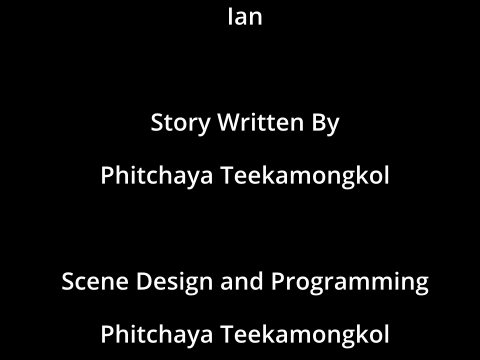 Ian
Story Written By
Phitchaya Teekamongkol
Scene Design and Programming
Phitchaya Teekamongkol